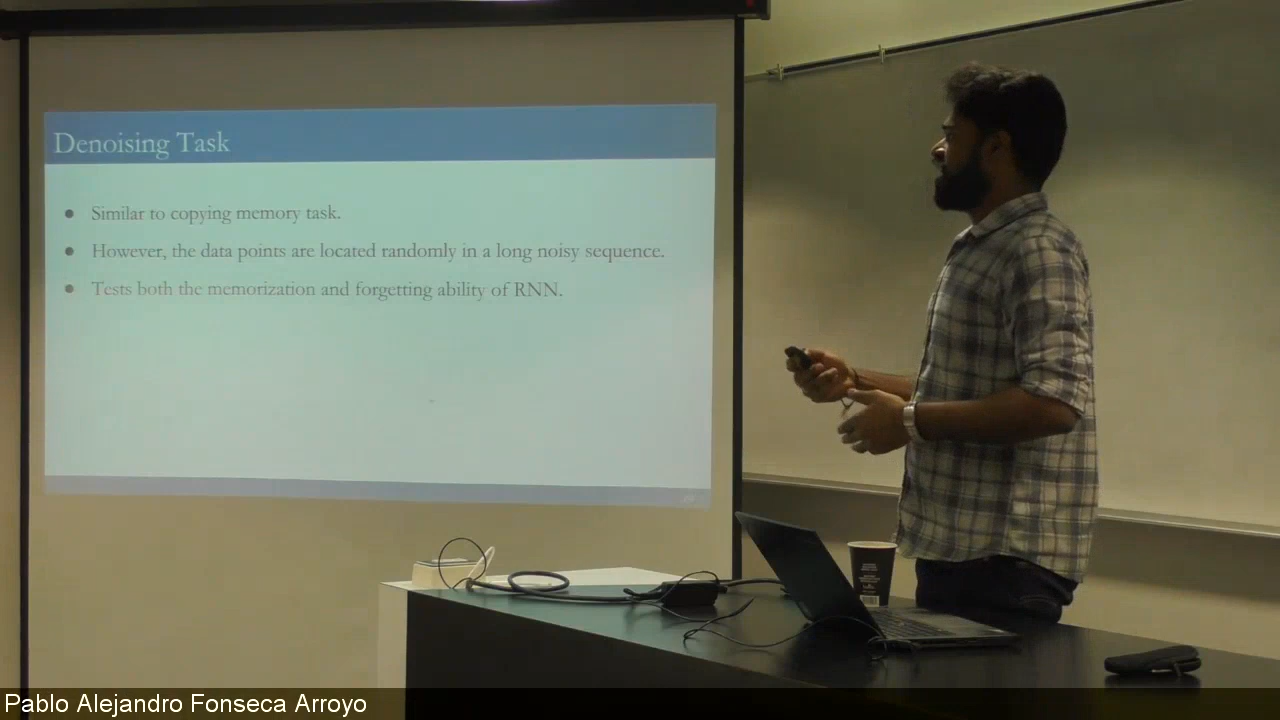 Denoising Task
● Similar to copying memory task.
● However, the data points are located randomly in a long noisy sequence.
● Tests both the memorization and forgetting ability of RNN.
Pablo Alejandro Fonseca Arroyo